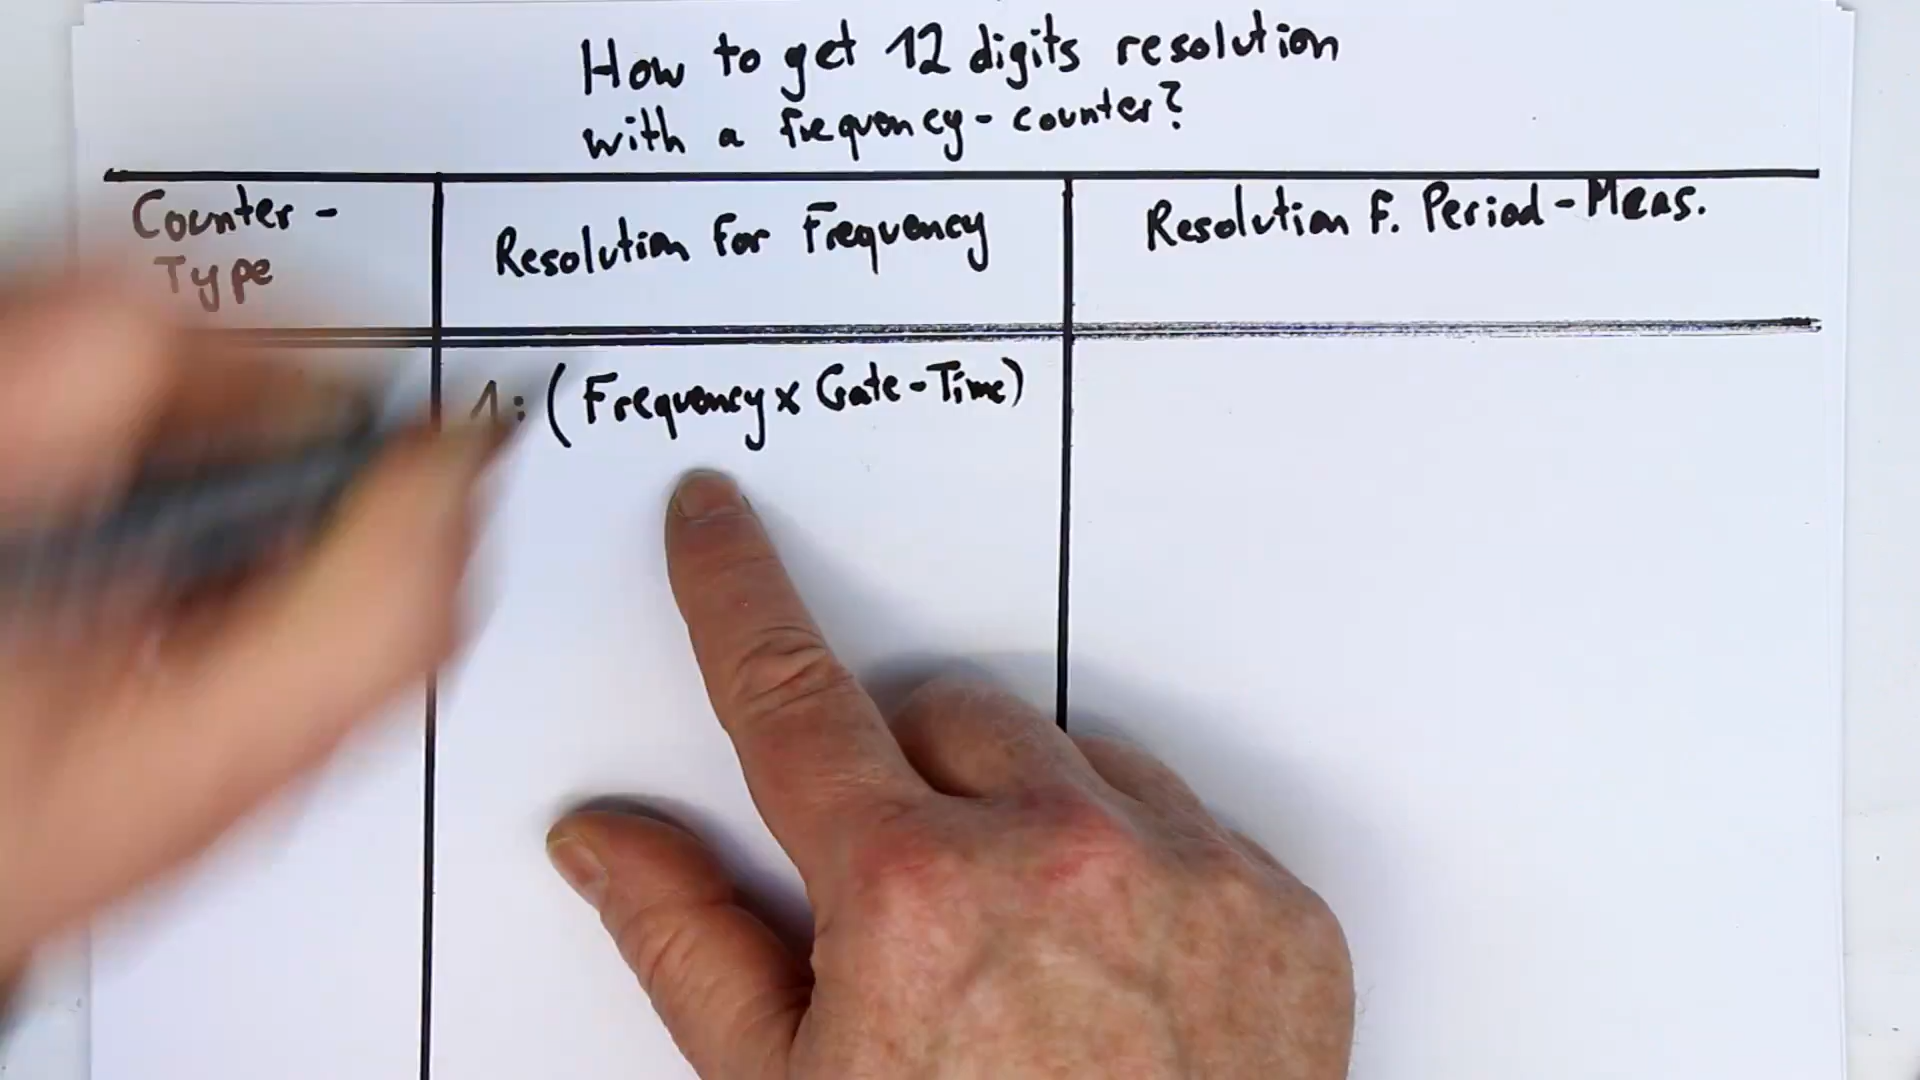 How to get 12 digits resolution
with a frequency-counter?
Counter-
Type
Resolution for Frequency
Resolution F. Period-Meas.
1: (Frequency x Gate-Time)